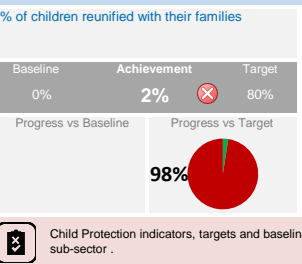 % of children reunified with their families
Baseline Achievement Target
0% 2% 80%
Progress vs Baseline Progress vs Target
98%
Child Protection indicators, targets and baselin
sub-sector .